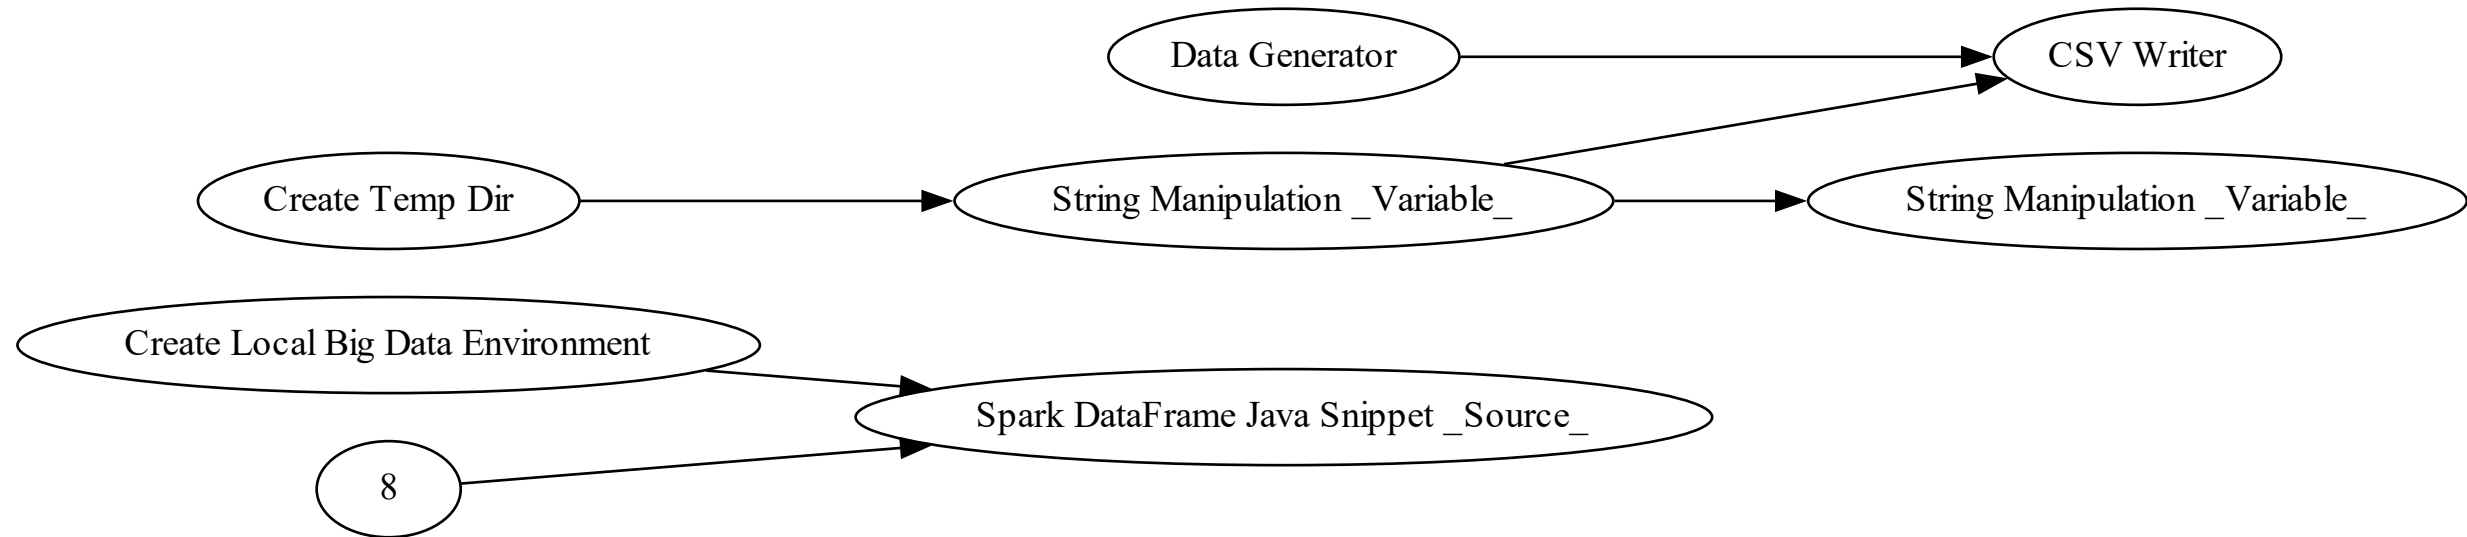 Data Generator
CSV Writer
Create Temp Dir
String Manipulation _Variable_
String Manipulation _Variable_
Create Local Big Data Environment
Spark DataFrame Java Snippet _Source_
8